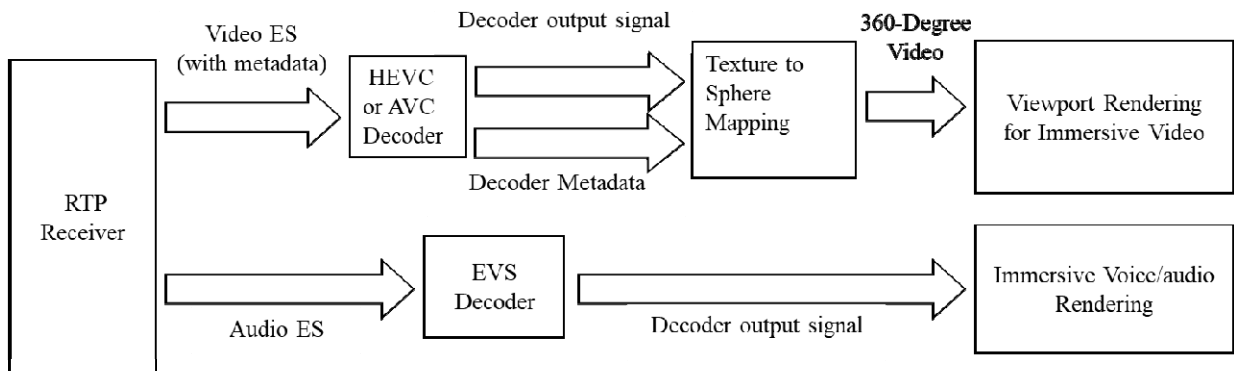 Video ES
(with metadata)
Decoder output signal
360-Degree
Video
HEVC
or AVC
Decoder
Texture to
Sphere
Mapping
Viewport Rendering
for Immersive Video
Decoder Metadata
RTP
Receiver
EVS
Decoder
Immersive Voice/audio
Rendering
Audio ES
Decoder output signal